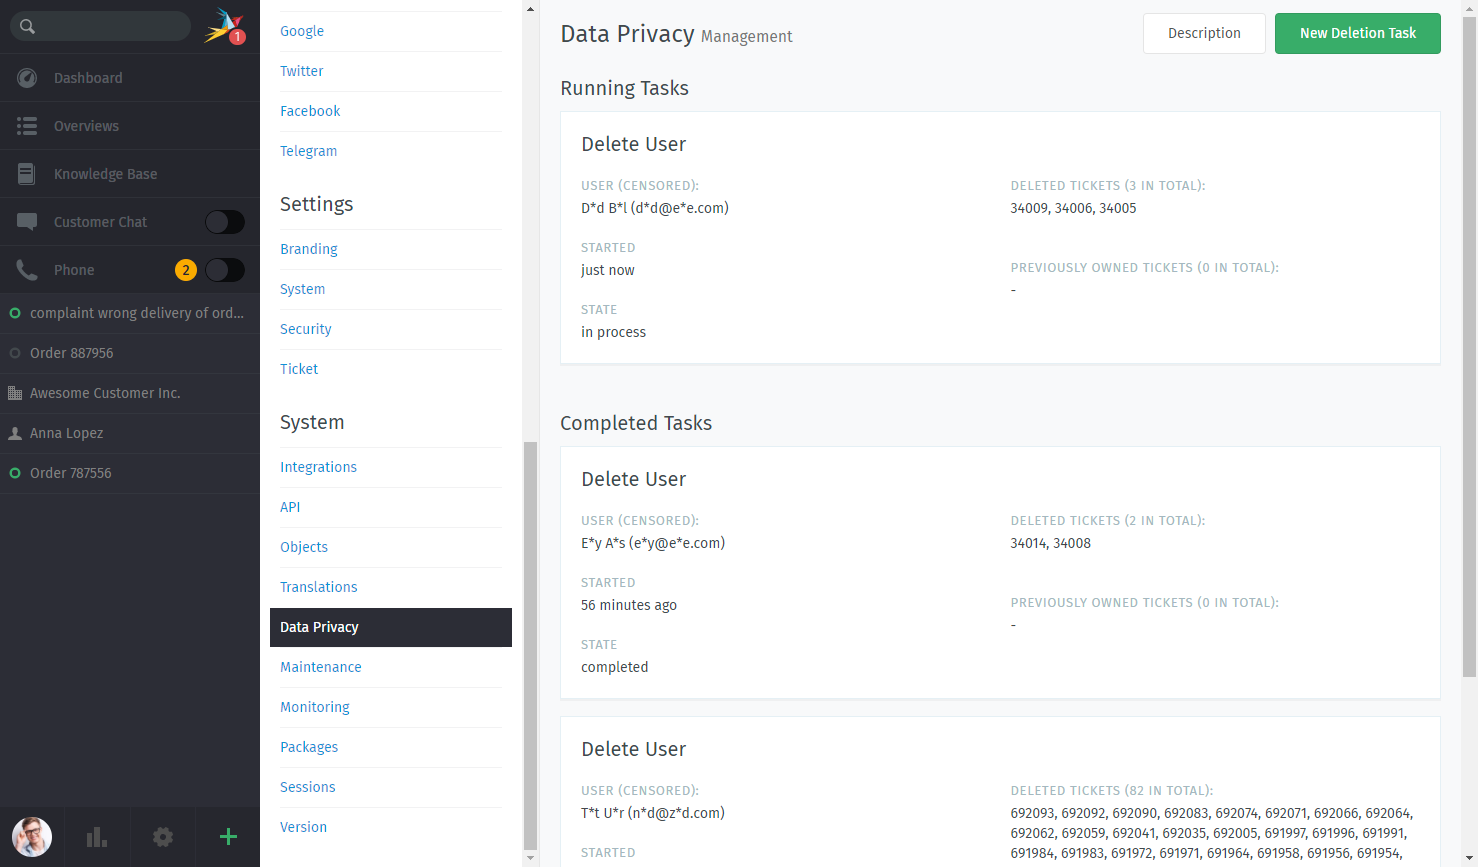 1
Dashboard
Overviews
Knowledge Base
Customer Chat
Phone
2
complaint wrong delivery of ord...
Order 887956
Awesome Customer Inc.
Anna Lopez
Order 787556
Google
Twitter
Facebook
Telegram
Settings
Branding
System
Security
Ticket
System
Integrations
API
Objects
Translations
Data Privacy
Maintenance
Monitoring
Packages
Sessions
Version
Data Privacy Management
Description
New Deletion Task
Running Tasks
Delete User
USER (CENSORED):
D*d B*l (d*d@e*e.com)
STARTED
just now
STATE
in process
DELETED TICKETS (3 IN TOTAL):
34009, 34006, 34005
PREVIOUSLY OWNED TICKETS (0 IN TOTAL):
-
Completed Tasks
Delete User
USER (CENSORED):
E*y A*s (e*y@e*e.com)
STARTED
56 minutes ago
STATE
completed
DELETED TICKETS (2 IN TOTAL):
34014, 34008
PREVIOUSLY OWNED TICKETS (0 IN TOTAL):
-
Delete User
USER (CENSORED):
T*t U*r (n*d@z*d.com)
STARTED
DELETED TICKETS (82 IN TOTAL):
692093, 692092, 692090, 692083, 692074, 692071, 692066, 692064,
692062, 692059, 692041, 692035, 692005, 691997, 691996, 691991,
691984, 691983, 691972, 691971, 691964, 691958, 691956, 691954,